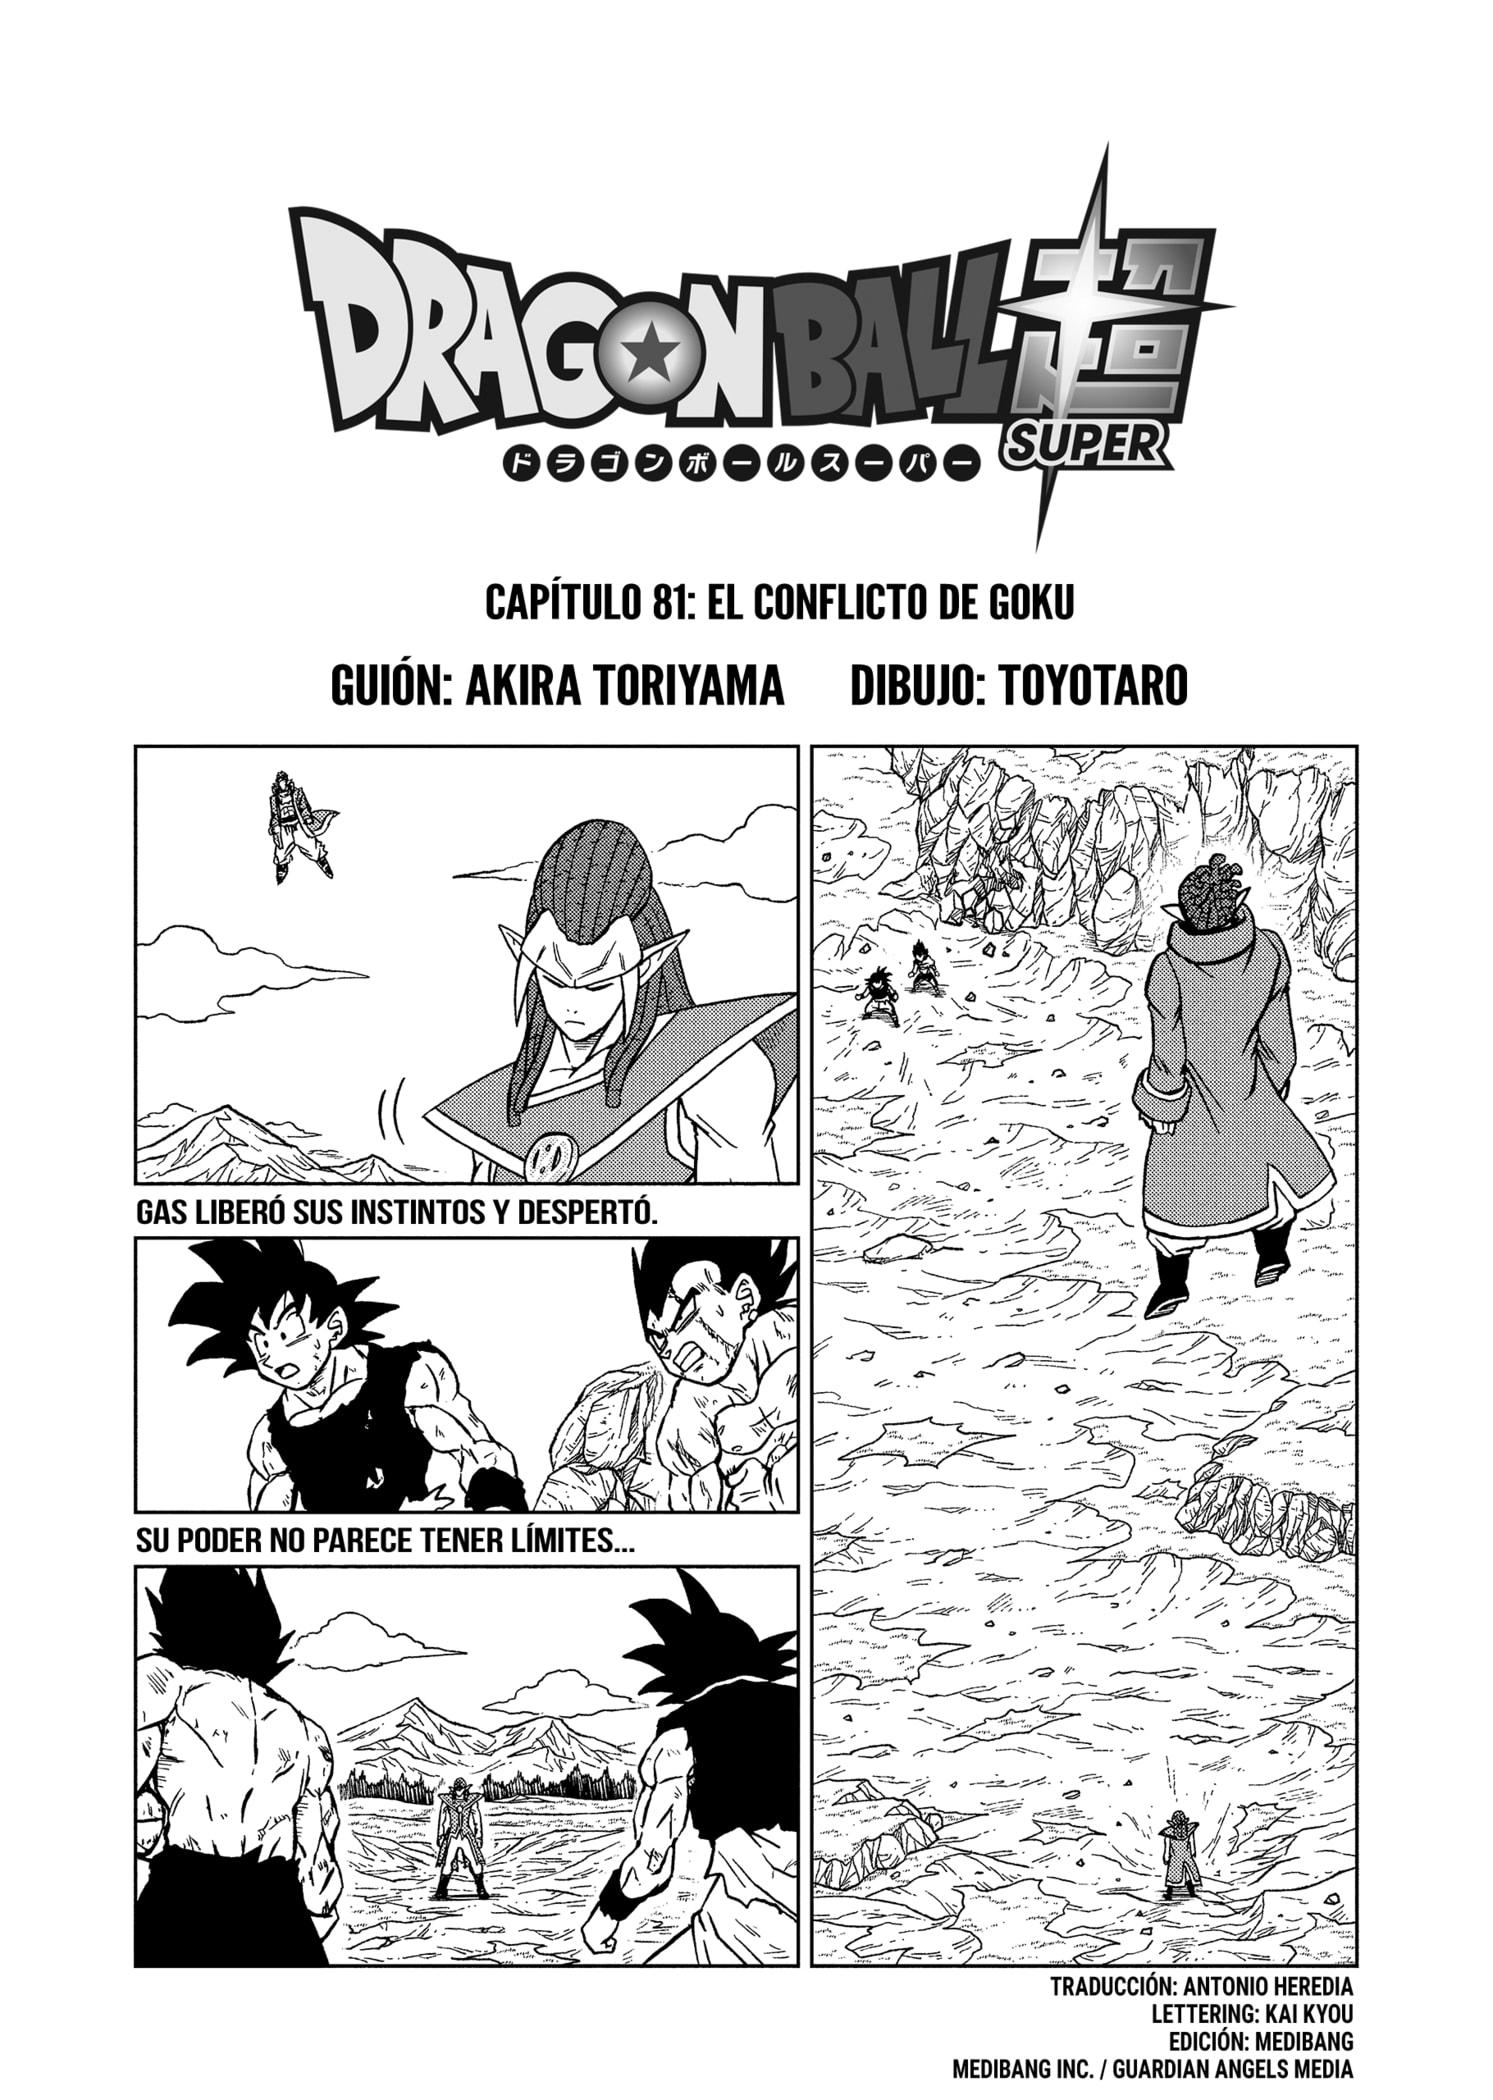 DRAGON BALL 超
SUPER
ドラゴンボールスーパー
CAPÍTULO 81: EL CONFLICTO DE GOKU
GUIÓN: AKIRA TORIYAMA DIBUJO: TOYOTARO
GAS LIBERÓ SUS INSTINTOS Y DESPERTÓ.
SU PODER NO PARECE TENER LÍMITES...
TRADUCCIÓN: ANTONIO HEREDIA
LETTERING: KAI KYOU
EDICIÓN: MEDIBANG
MEDIBANG INC. / GUARDIAN ANGELS MEDIA